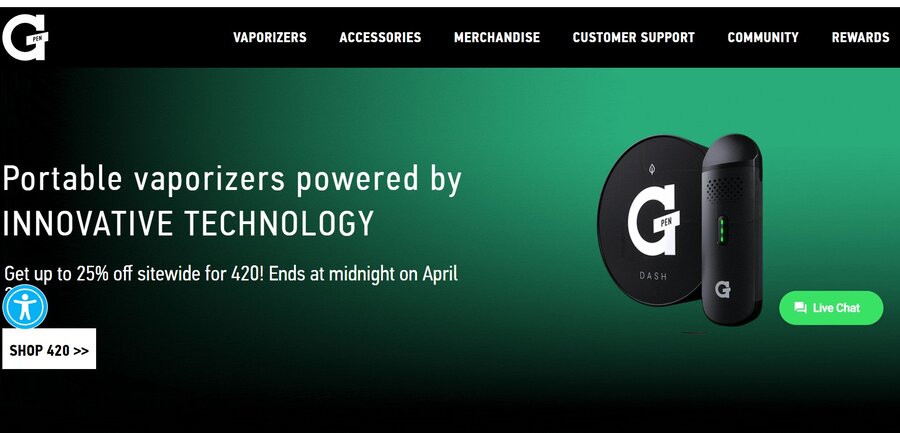 G PEN
VAPORIZERS ACCESSORIES MERCHANDISE CUSTOMER SUPPORT COMMUNITY REWARDS
Portable vaporizers powered by
INNOVATIVE TECHNOLOGY
Get up to 25% off sitewide for 420! Ends at midnight on April
SHOP 420 >>
G PEN
DASH
G
Live Chat